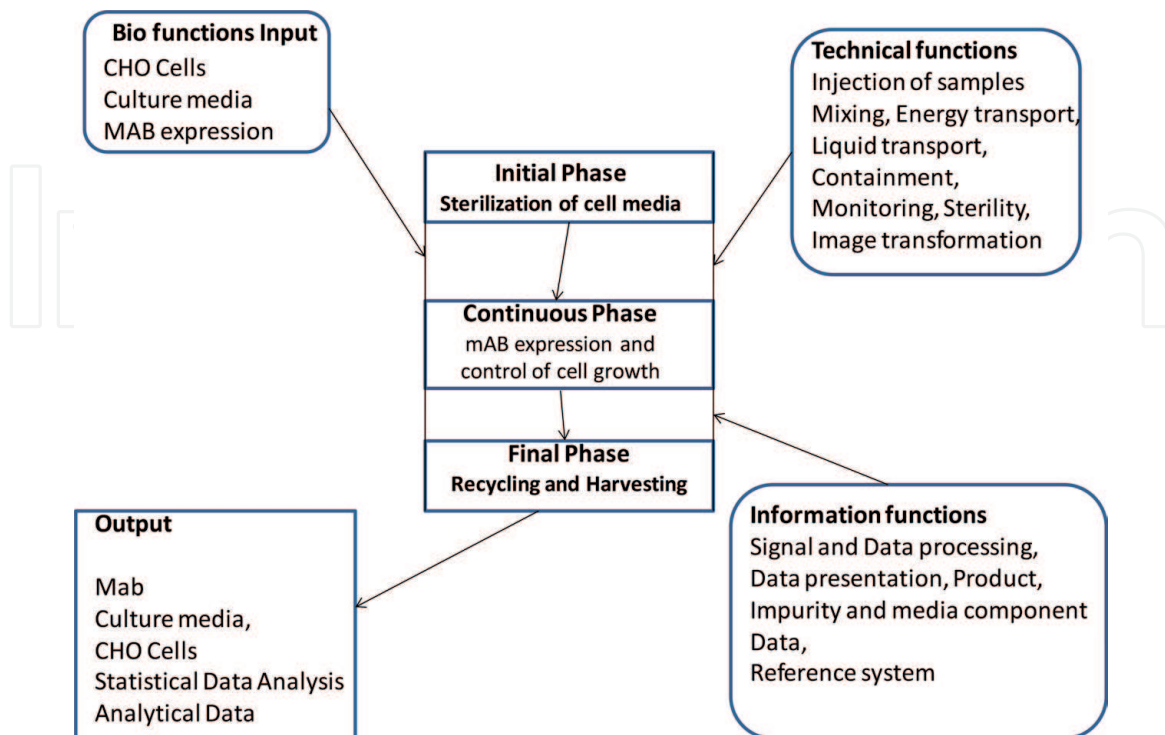 Bio functions Input
CHO Cells
Culture media
MAB expression
Technical functions
Injection of samples
Mixing, Energy transport,
Liquid transport,
Containment,
Monitoring, Sterility,
Image transformation
Initial Phase
Sterilization of cell media
Continuous Phase
mAB expression and
control of cell growth
Final Phase
Recycling and Harvesting
Output
Mab
Culture media,
CHO Cells
Statistical Data Analysis
Analytical Data
Information functions
Signal and Data processing,
Data presentation, Product,
Impurity and media component
Data,
Reference system